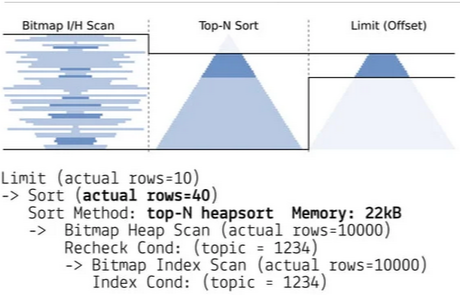 Bitmap I/H Scan
Top-N Sort
Limit (Offset)
Limit (actual rows=10)
-> Sort (actual rows=40)
Sort Method: top-N heapsort  Memory: 22kB
-> Bitmap Heap Scan (actual rows=10000)
Recheck Cond: (topic = 1234)
-> Bitmap Index Scan (actual rows=10000)
Index Cond: (topic = 1234)